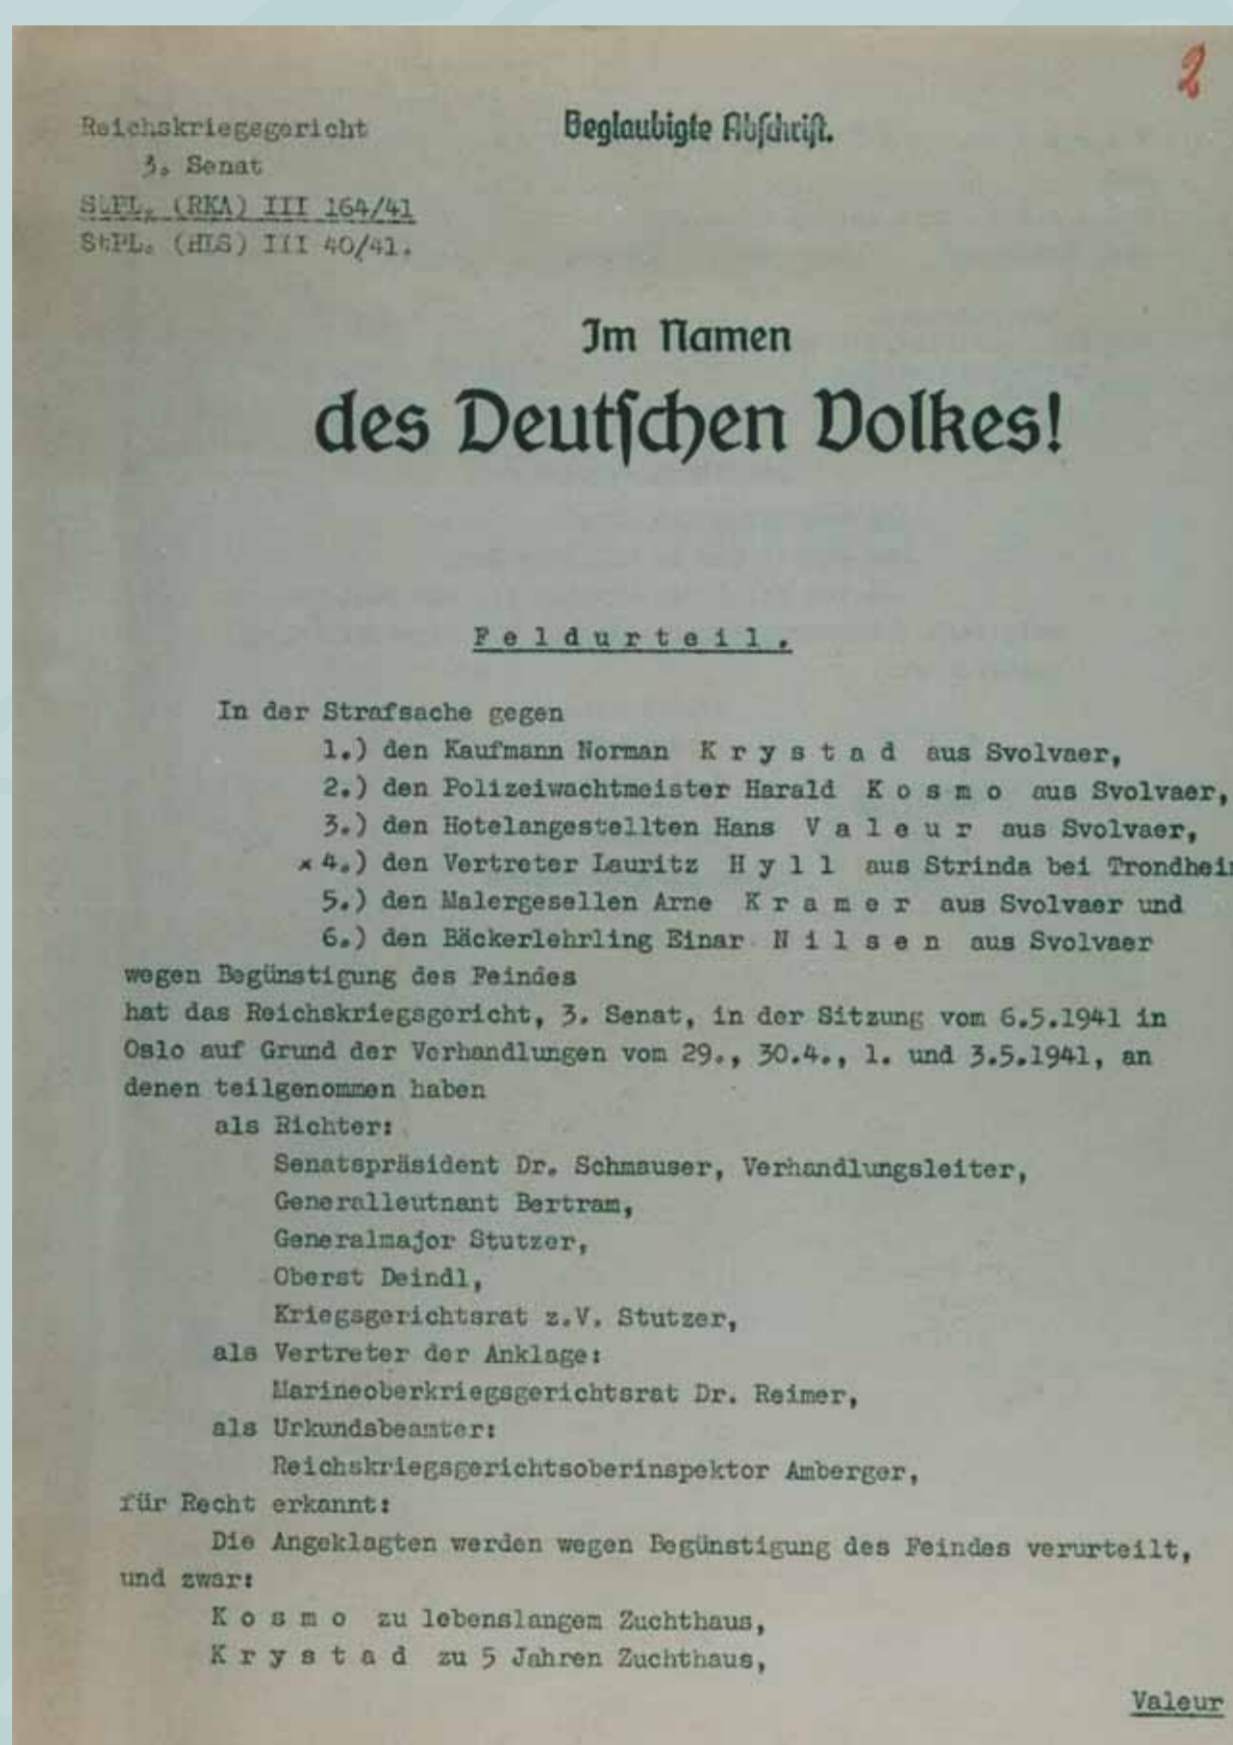 2
Reichskriegsgericht
3. Senat
StPL. (RKA) III 164/41
StPL. (HLS) III 40/41.
Beglaubigte Abschrift.
Im Namen
des Deutschen Volkes!
F e l d u r t e i l .
In der Strafsache gegen
1.) den Kaufmann Norman K r y s t a d aus Svolvaer,
2.) den Polizeiwachtmeister Harald K o s m o aus Svolvaer,
3.) den Hotelangestellten Hans V a l e u r aus Svolvaer,
x 4.) den Vertreter Lauritz H y l l aus Strinda bei Trondheim
5.) den Malergesellen Arne K r a m e r aus Svolvaer und
6.) den Bäckerlehrling Einar N i l s e n aus Svolvaer
wegen Begünstigung des Feindes
hat das Reichskriegsgericht, 3. Senat, in der Sitzung vom 6.5.1941 in
Oslo auf Grund der Verhandlungen vom 29., 30.4., 1. und 3.5.1941, an
denen teilgenommen haben
als Richter:
Senatspräsident Dr. Schmauser, Verhandlungsleiter,
Generalleutnant Bertram,
Generalmajor Stutzer,
Oberst Deindl,
Kriegsgerichtsrat z.V. Stutzer,
als Vertreter der Anklage:
Marineoberkriegsgerichtsrat Dr. Reimer,
als Urkundsbeamter:
Reichskriegsgerichtsoberinspektor Amberger,
für Recht erkannt:
Die Angeklagten werden wegen Begünstigung des Feindes verurteilt,
und zwar:
K o s m o zu lebenslangem Zuchthaus,
K r y s t a d zu 5 Jahren Zuchthaus,
Valeur